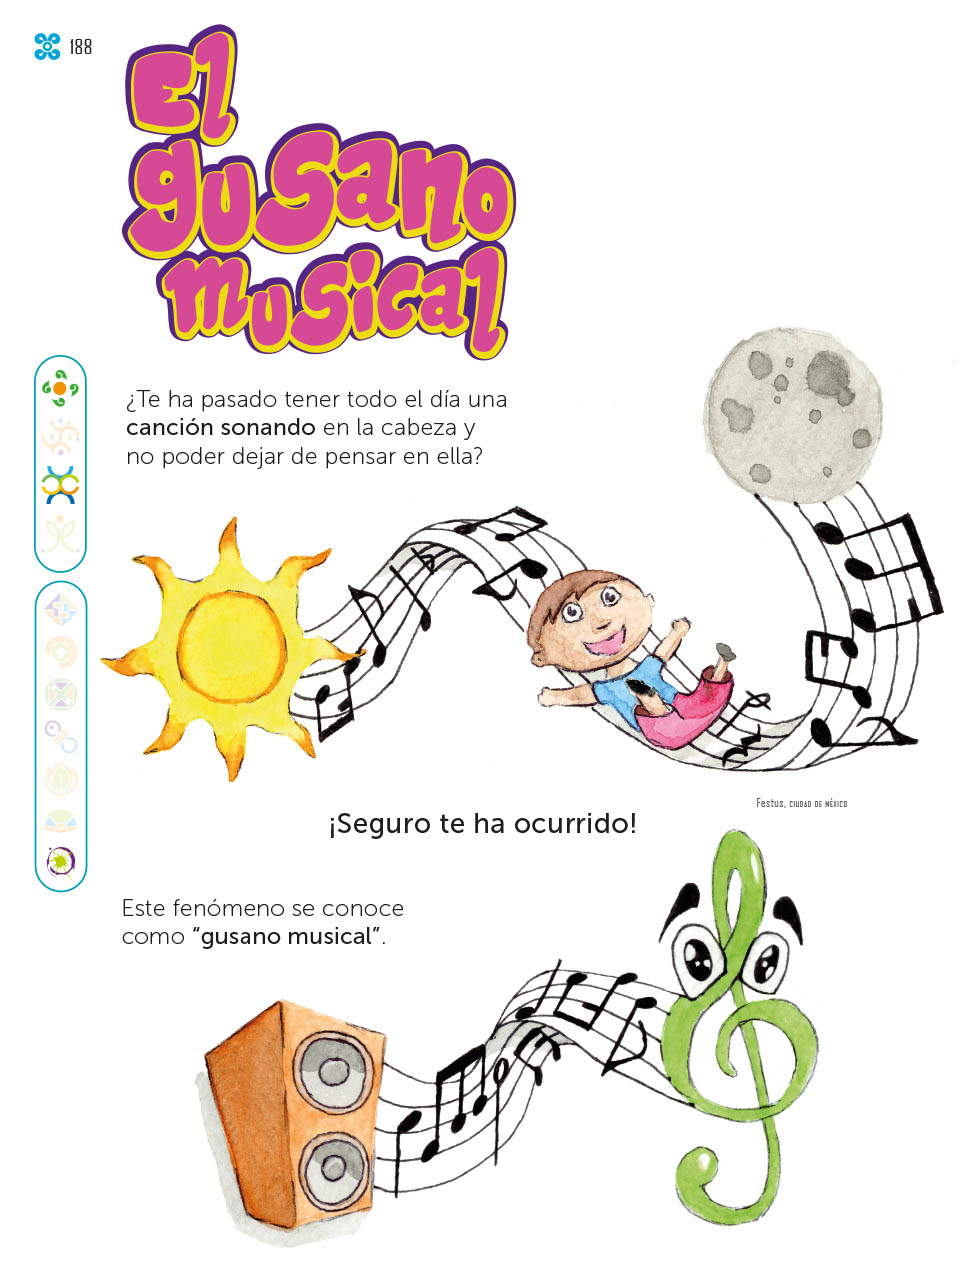 188
El
gusano
musical
¿Te ha pasado tener todo el día una
canción sonando en la cabeza y
no poder dejar de pensar en ella?
Festus, CIUDAD DE MÉXICO
¡Seguro te ha ocurrido!
Este fenómeno se conoce
como “gusano musical”.